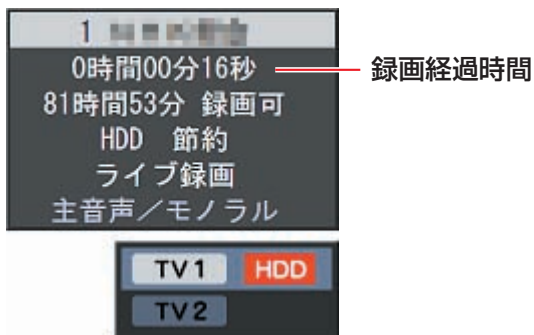 1
0時間00分16秒
録画経過時間
81時間53分 録画可
HDD 節約
ライブ録画
主音声／モノラル
TV1 HDD
TV2